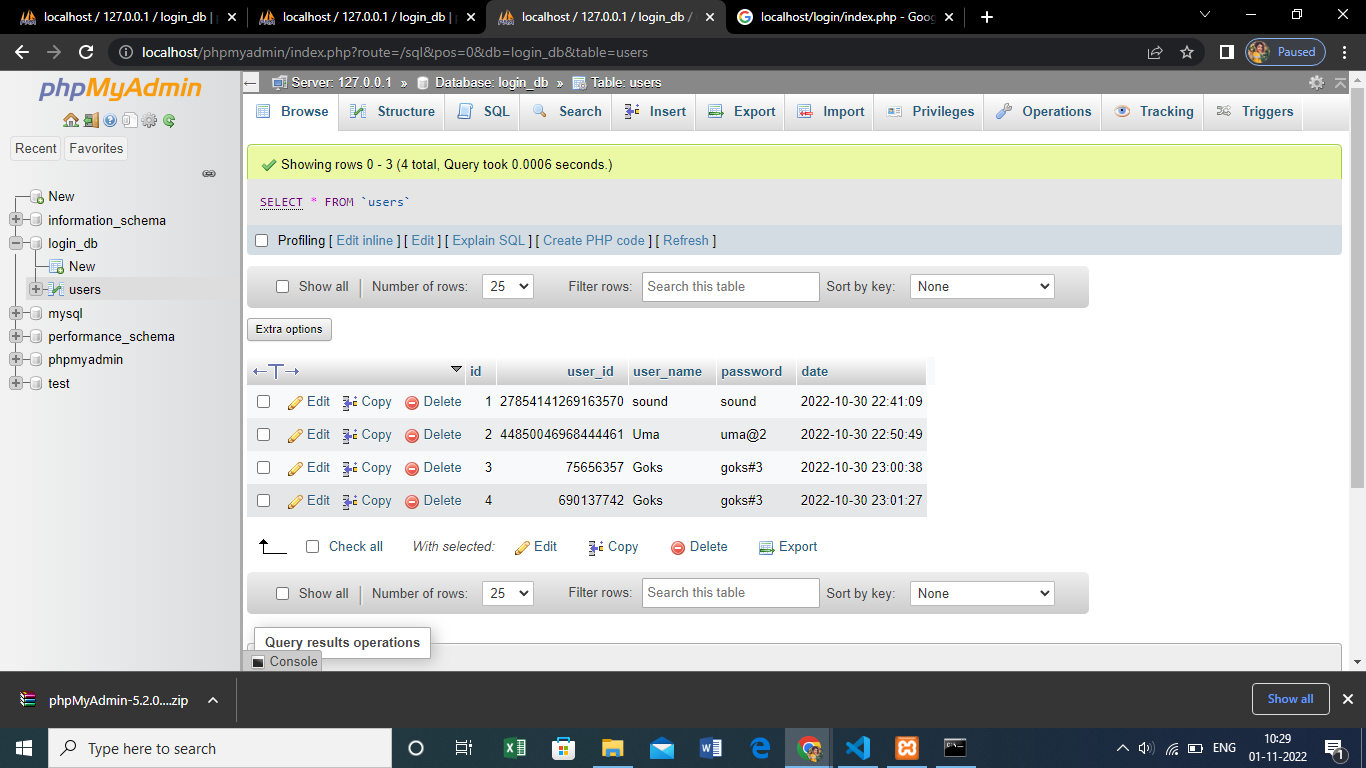 localhost / 127.0.0.1 / login_db | p
localhost / 127.0.0.1 / login_db | p
localhost / 127.0.0.1 / login_db /
localhost/login/index.php - Goog
localhost/phpmyadmin/index.php?route=/sql&pos=0&db=login_db&table=users
Paused
phpMyAdmin
Server: 127.0.0.1 » Database: login_db » Table: users
Browse Structure SQL Search Insert Export Import Privileges Operations Tracking Triggers
Recent Favorites
New
information_schema
login_db
New
users
mysql
performance_schema
phpmyadmin
test
Showing rows 0 - 3 (4 total, Query took 0.0006 seconds.)
SELECT * FROM `users`
Profiling [ Edit inline ] [ Edit ] [ Explain SQL ] [ Create PHP code ] [ Refresh ]
Show all Number of rows: 25 Filter rows: Search this table Sort by key: None
Extra options
←T→ id user_id user_name password date
Edit Copy Delete 1 27854141269163570 sound sound 2022-10-30 22:41:09
Edit Copy Delete 2 44850046968444461 Uma uma@2 2022-10-30 22:50:49
Edit Copy Delete 3 75656357 Goks goks#3 2022-10-30 23:00:38
Edit Copy Delete 4 690137742 Goks goks#3 2022-10-30 23:01:27
Check all With selected: Edit Copy Delete Export
Show all Number of rows: 25 Filter rows: Search this table Sort by key: None
Query results operations
Console
phpMyAdmin-5.2.0....zip
Show all
Type here to search
ENG
10:29
01-11-2022
1